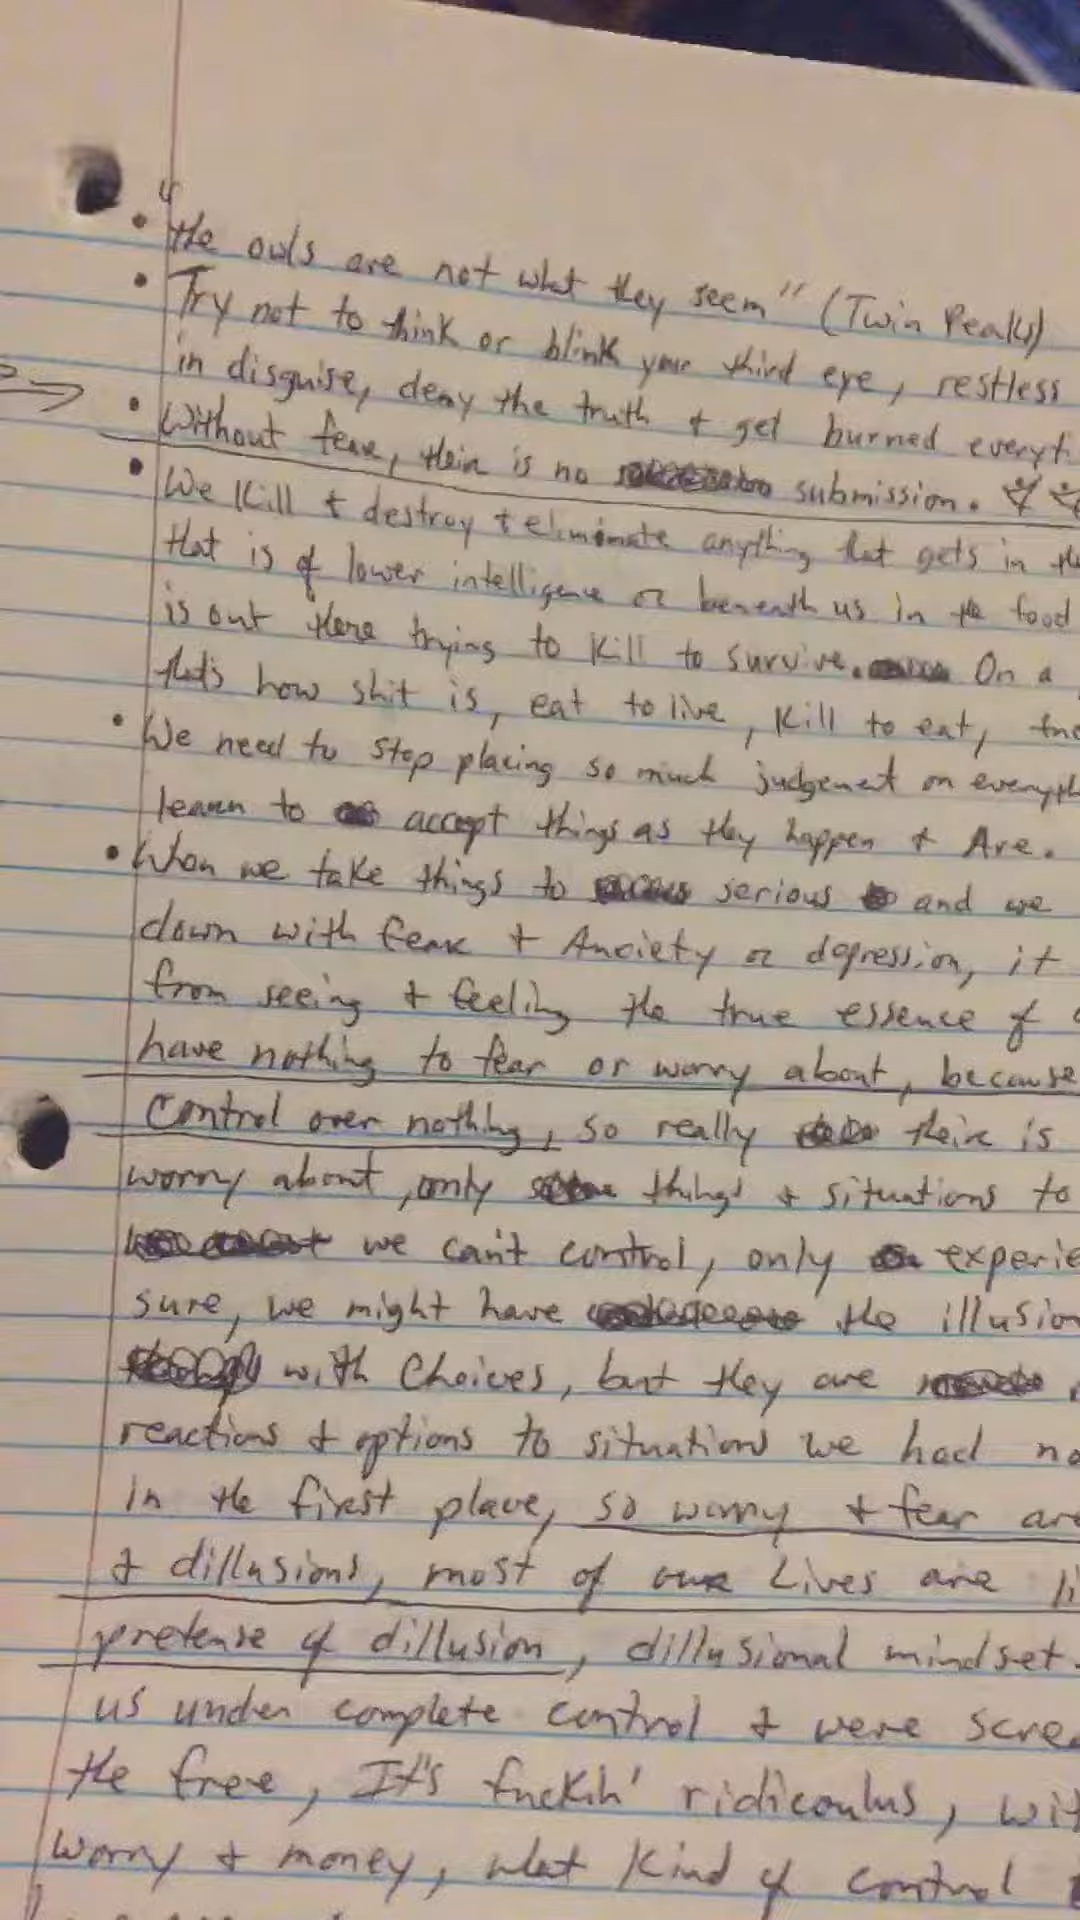 • "the owls are not what they seem" (Twin Peaks)
• Try not to think or blink your third eye, restless
in disguise, deny the truth + get burned everyti
• Without fear, their is no submission.
• We Kill + destroy + eliminate anything that gets in the
that is of lower intelligence or beneath us in the food
is out there trying to Kill to survive. On a
that's how shit is, eat to live, Kill to eat,
• We need to stop placing so much judgement on everyth
learn to accept things as they happen + Are.
• When we take things to serious and we
down with fear + Anxiety or depression, it
from seeing + feeling the true essence of
have nothing to fear or worry about, because
Control over nothing, so really their is
worry about, only things + situations to
we can't control, only experie
sure, we might have the illusion
with Choices, but they are
reactions + options to situations we had no
in the first place, so worry + fear are
+ dillusions, most of our Lives are li
pretense of dillusion, dillusional mindset
us under complete control + were screa
the free, It's fuckin' ridiculus, wit
worry + money, what Kind of control